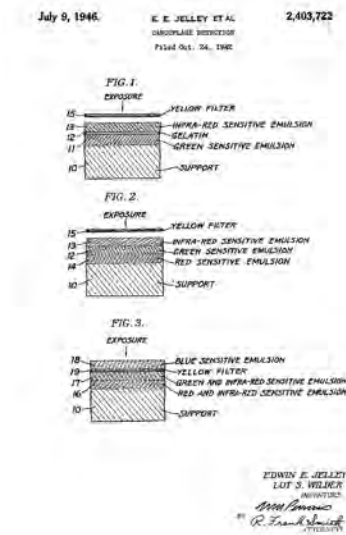 July 9, 1946.
E. E. JELLEY ET AL
2,403,722
CAMOUFLAGE DETECTION
Filed Oct. 24, 1942
FIG. 1.
EXPOSURE
15
YELLOW FILTER
13
INFRA-RED SENSITIVE EMULSION
12
GELATIN
11
GREEN SENSITIVE EMULSION
10
SUPPORT
FIG. 2.
EXPOSURE
15
YELLOW FILTER
13
INFRA-RED SENSITIVE EMULSION
12
GREEN SENSITIVE EMULSION
14
RED SENSITIVE EMULSION
10
SUPPORT
FIG. 3.
EXPOSURE
18
BLUE SENSITIVE EMULSION
19
YELLOW FILTER
17
GREEN AND INFRA-RED SENSITIVE EMULSION
16
RED AND INFRA-RED SENSITIVE EMULSION
10
SUPPORT
EDWIN E. JELLEY
LOT S. WILDER
INVENTORS
BY R. Frank Smith
ATTORNEYS